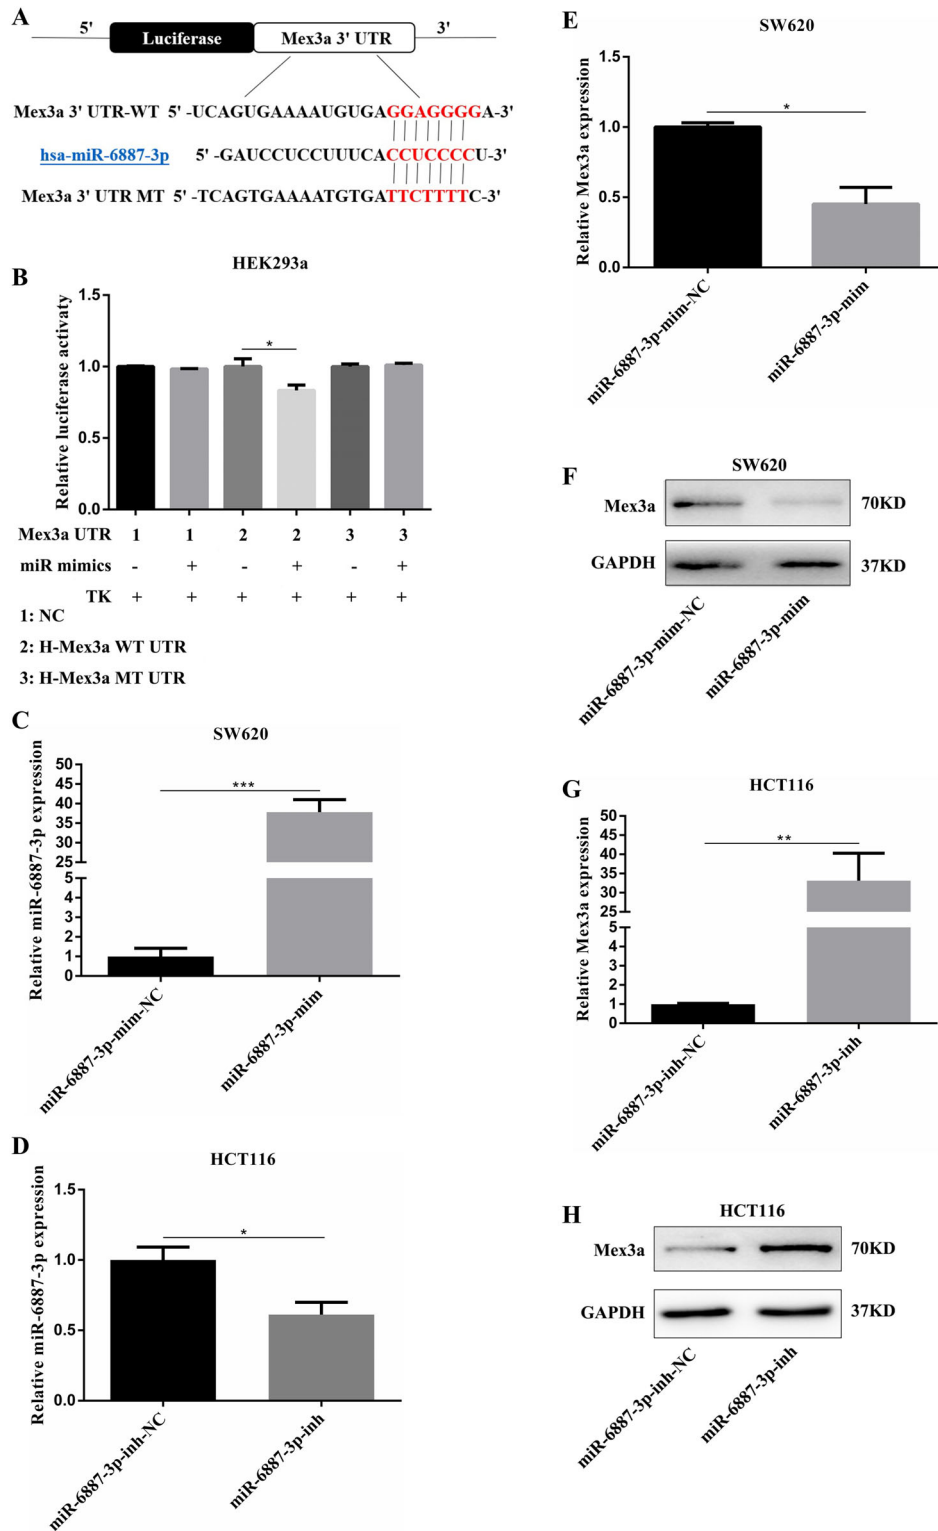 A
5' Luciferase Mex3a 3' UTR 3'
Mex3a 3' UTR-WT 5' -UCAGUGAAAAUGUGAGGAGGGGA-3'
hsa-miR-6887-3p 5' -GAUCCUCCUUUCACCUCCCCU-3'
Mex3a 3' UTR MT 5' -TCAGTGAAAATGTGATTCTTTTC-3'
B
HEK293a
Relative luciferase activaty
1.5
1.0
0.5
0.0
*
Mex3a UTR 1 1 2 2 3 3
miR mimics - + - + - +
TK + + + + + +
1: NC
2: H-Mex3a WT UTR
3: H-Mex3a MT UTR
C
SW620
Relative miR-6887-3p expression
50
45
40
35
30
25
5
4
3
2
1
0
***
miR-6887-3p-mim-NC
miR-6887-3p-mim
D
HCT116
Relative miR-6887-3p expression
1.5
1.0
0.5
0.0
*
miR-6887-3p-inh-NC
miR-6887-3p-inh
E
SW620
Relative Mex3a expression
1.5
1.0
0.5
0.0
*
miR-6887-3p-mim-NC
miR-6887-3p-mim
F
SW620
Mex3a 70KD
GAPDH 37KD
miR-6887-3p-mim-NC
miR-6887-3p-mim
G
HCT116
Relative Mex3a expression
50
45
40
35
30
25
5
4
3
2
1
0
**
miR-6887-3p-inh-NC
miR-6887-3p-inh
H
HCT116
Mex3a 70KD
GAPDH 37KD
miR-6887-3p-inh-NC
miR-6887-3p-inh